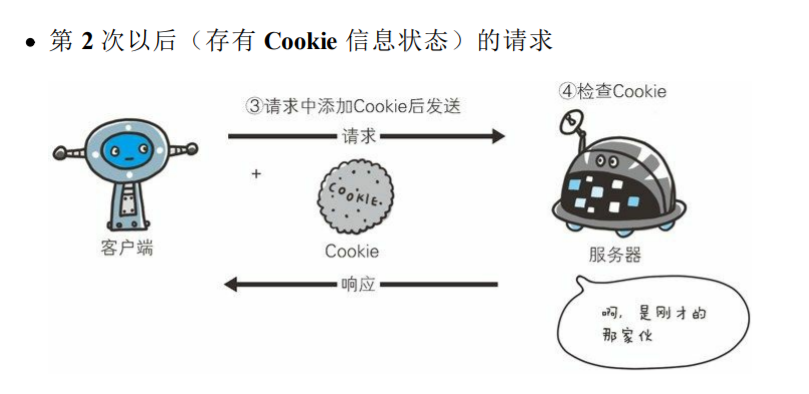 • 第 2 次以后（存有 Cookie 信息状态）的请求
③请求中添加Cookie后发送
④检查Cookie
请求
+
COOKIE
客户端
Cookie
服务器
响应
啊，是刚才的
那家伙